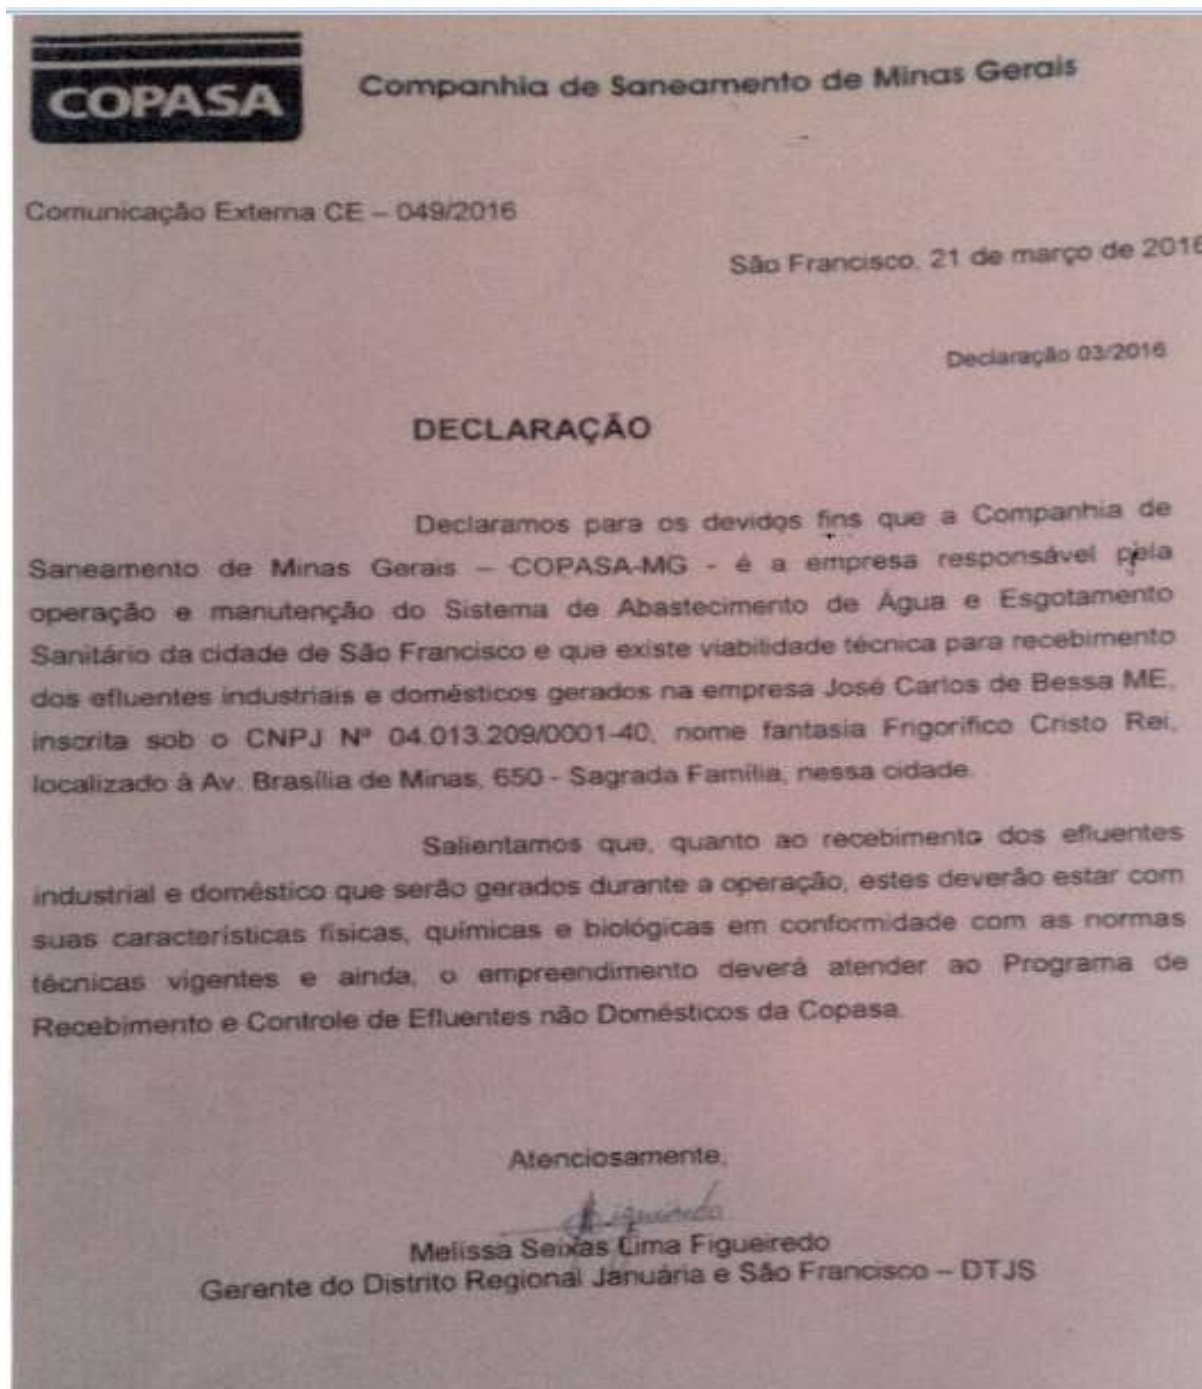 COPASA
Companhia de Saneamento de Minas Gerais
Comunicação Externa CE – 049/2016
São Francisco, 21 de março de 2016
Declaração 03/2016
DECLARAÇÃO
Declaramos para os devidos fins que a Companhia de
Saneamento de Minas Gerais – COPASA-MG - é a empresa responsável pela
operação e manutenção do Sistema de Abastecimento de Água e Esgotamento
Sanitário da cidade de São Francisco e que existe viabilidade técnica para recebimento
dos efluentes industriais e domésticos gerados na empresa José Carlos de Bessa ME,
inscrita sob o CNPJ Nº 04.013.209/0001-40, nome fantasia Frigorifico Cristo Rei,
localizado à Av. Brasília de Minas, 650 - Sagrada Família, nessa cidade.
Salientamos que, quanto ao recebimento dos efluentes
industrial e doméstico que serão gerados durante a operação, estes deverão estar com
suas características físicas, químicas e biológicas em conformidade com as normas
técnicas vigentes e ainda, o empreendimento deverá atender ao Programa de
Recebimento e Controle de Efluentes não Domésticos da Copasa.
Atenciosamente,
Figueiredo
Melissa Seixas Lima Figueiredo
Gerente do Distrito Regional Januária e São Francisco – DTJS